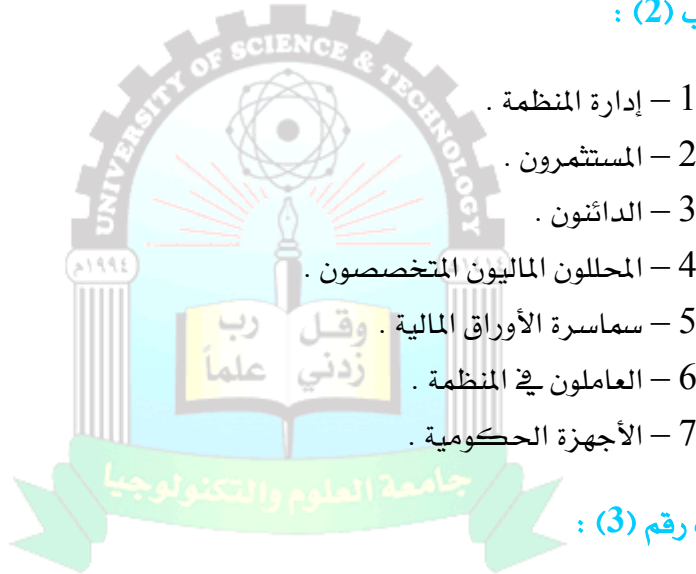 ب (2) :
UNIVERSITY OF SCIENCE & TECHNOLOGY
1 – إدارة المنظمة .
2 – المستثمرون .
3 – الدائنون .
4 – المحللون الماليون المتخصصون .
5 – سماسرة الأوراق المالية .
6 – العاملون في المنظمة .
7 – الأجهزة الحكومية .
١٩٩٤م
وقل رب
زدني علماً
جامعة العلوم والتكنولوجيا
رقم (3) :